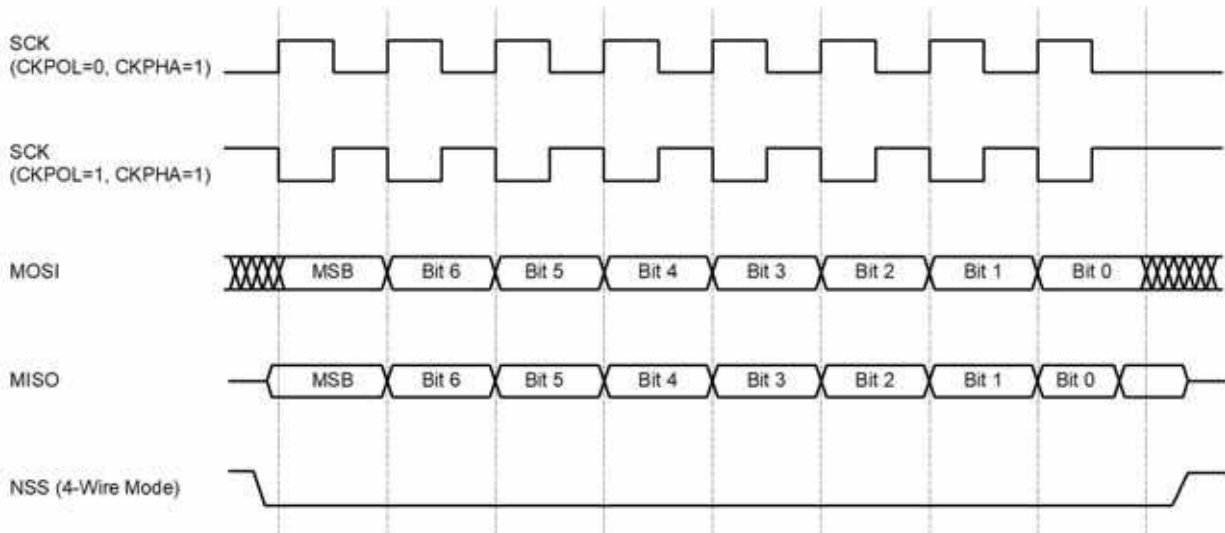 SCK
(CKPOL=0, CKPHA=1)
SCK
(CKPOL=1, CKPHA=1)
MOSI MSB Bit 6 Bit 5 Bit 4 Bit 3 Bit 2 Bit 1 Bit 0
MISO MSB Bit 6 Bit 5 Bit 4 Bit 3 Bit 2 Bit 1 Bit 0
NSS (4-Wire Mode)